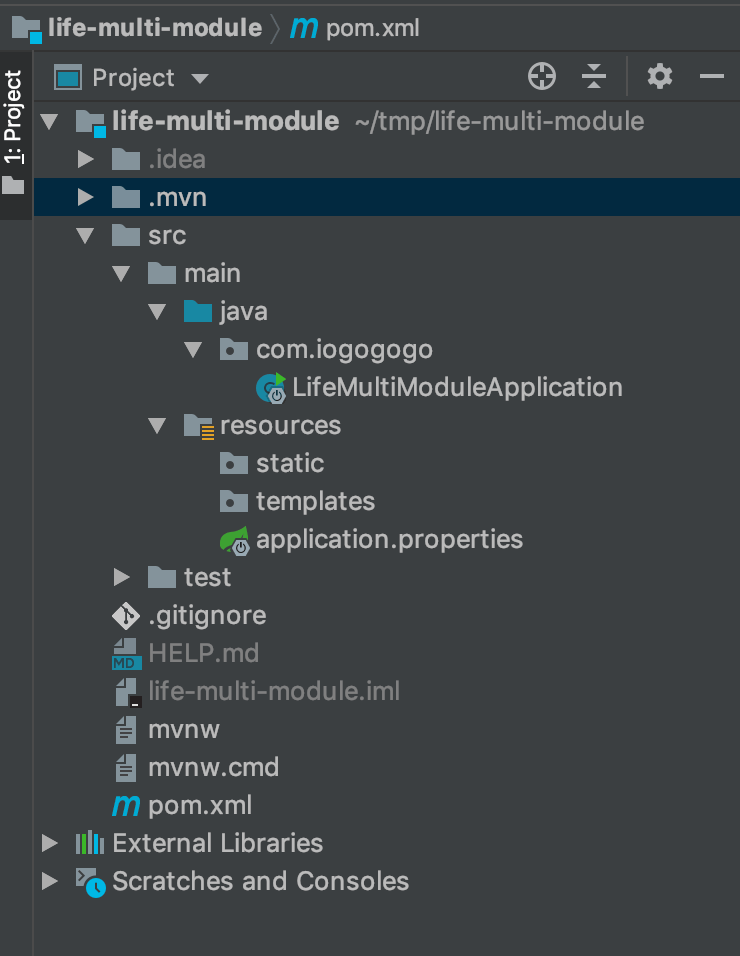 life-multi-module pom.xml
1: Project
Project
life-multi-module ~/tmp/life-multi-module
.idea
.mvn
src
main
java
com.iogogogo
LifeMultiModuleApplication
resources
static
templates
application.properties
test
.gitignore
MD HELP.md
life-multi-module.iml
mvnw
mvnw.cmd
pom.xml
External Libraries
Scratches and Consoles